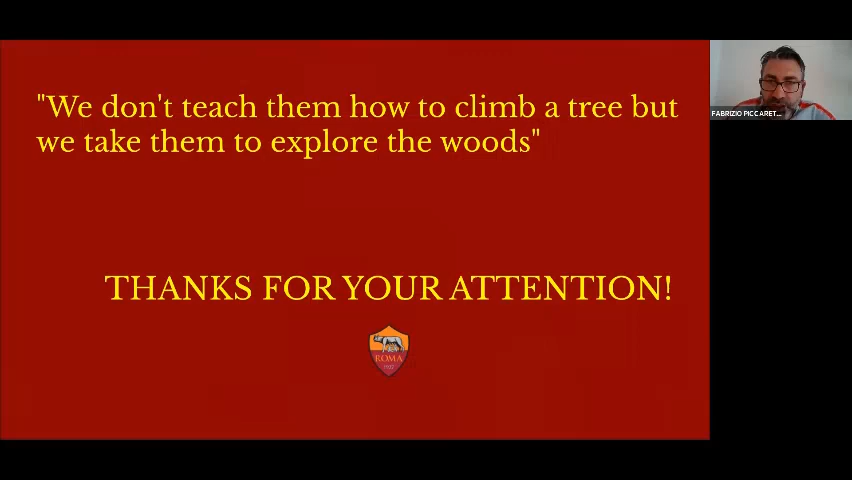 "We don't teach them how to climb a tree but
we take them to explore the woods"
THANKS FOR YOUR ATTENTION!
ROMA
1927
FABRIZIO PICCARET...